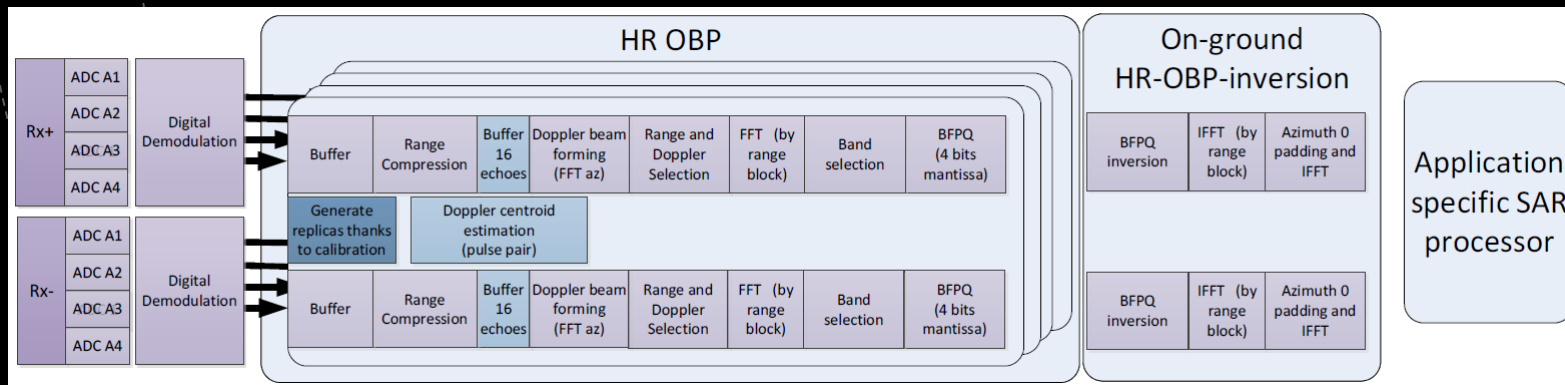 HR OBP
On-ground
HR-OBP-inversion
Rx+
ADC A1
ADC A2
ADC A3
ADC A4
Digital
Demodulation
Buffer
Range
Compression
Buffer
16
echoes
Doppler beam
forming
(FFT az)
Range and
Doppler
Selection
FFT (by
range
block)
Band
selection
BFPQ
(4 bits
mantissa)
BFPQ
inversion
IFFT (by
range
block)
Azimuth 0
padding and
IFFT
Generate
replicas thanks
to calibration
Doppler centroid
estimation
(pulse pair)
Rx-
ADC A1
ADC A2
ADC A3
ADC A4
Digital
Demodulation
Buffer
Range
Compression
Buffer
16
echoes
Doppler beam
forming
(FFT az)
Range and
Doppler
Selection
FFT (by
range
block)
Band
selection
BFPQ
(4 bits
mantissa)
BFPQ
inversion
IFFT (by
range
block)
Azimuth 0
padding and
IFFT
Application
specific SAR
processor